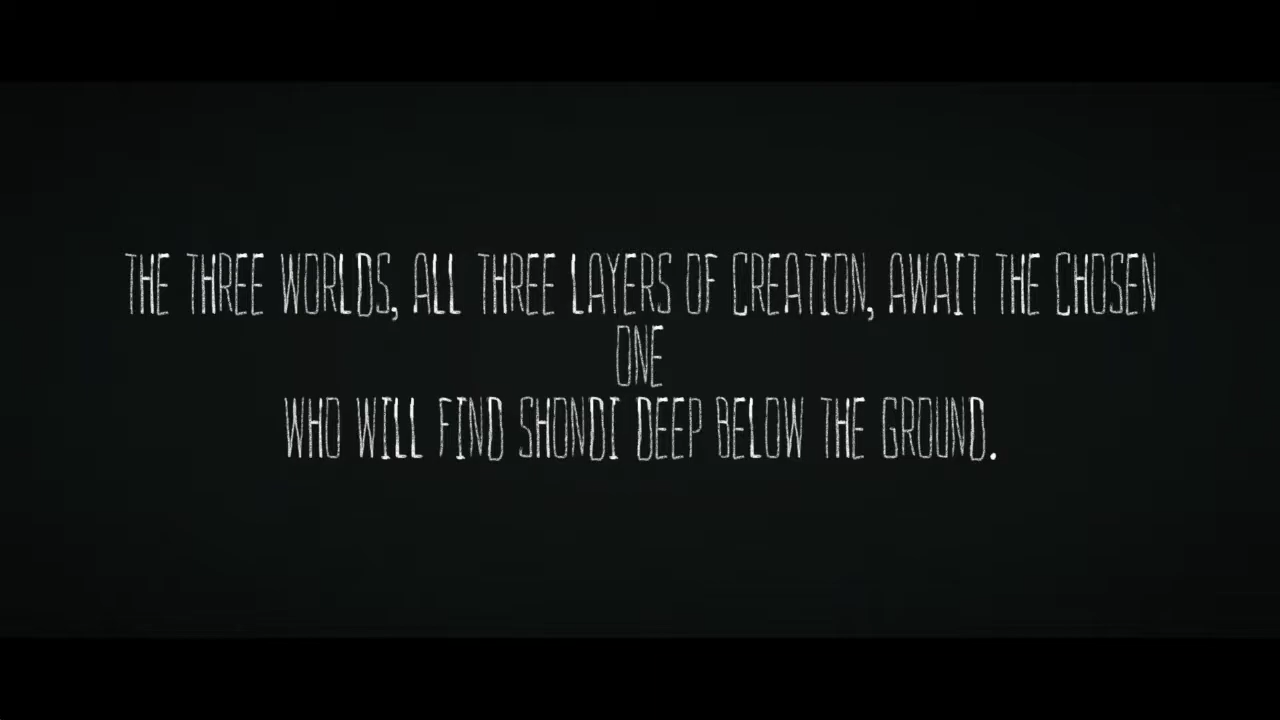 THE THREE WORLDS, ALL THREE LAYERS OF CREATION, AWAIT THE CHOSEN
ONE
WHO WILL FIND SHONDI DEEP BELOW THE GROUND.